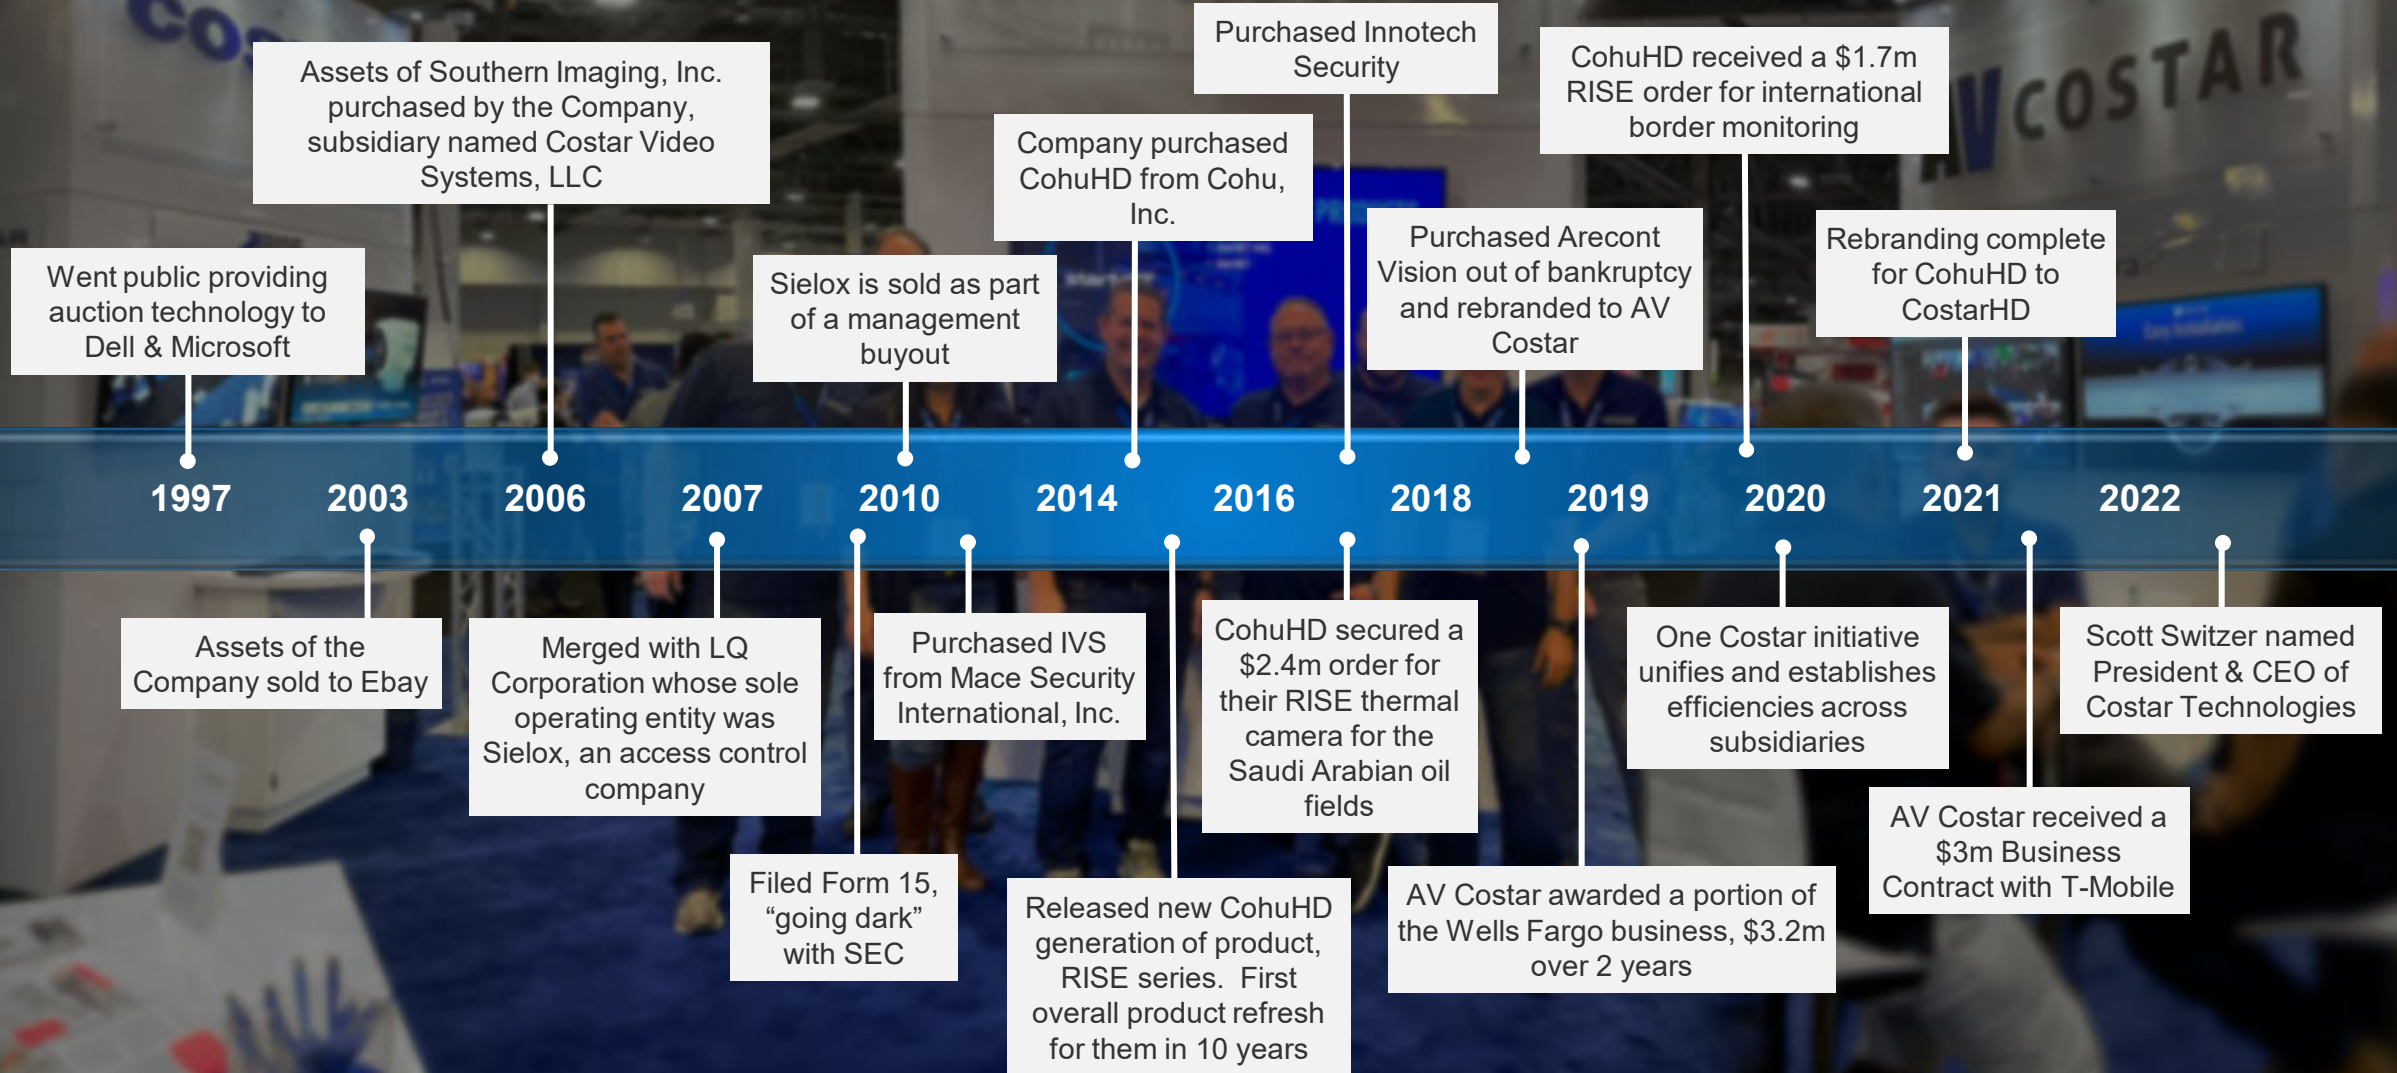 COS
AV COSTAR
Purchased Innotech
Security
CohuHD received a $1.7m
RISE order for international
border monitoring
Assets of Southern Imaging, Inc.
purchased by the Company,
subsidiary named Costar Video
Systems, LLC
Company purchased
CohuHD from Cohu,
Inc.
Went public providing
auction technology to
Dell & Microsoft
Sielox is sold as part
of a management
buyout
Purchased Arecont
Vision out of bankruptcy
and rebranded to AV
Costar
Rebranding complete
for CohuHD to
CostarHD
1997 2003 2006 2007 2010 2014 2016 2018 2019 2020 2021 2022
Assets of the
Company sold to Ebay
Merged with LQ
Corporation whose sole
operating entity was
Sielox, an access control
company
Filed Form 15,
“going dark”
with SEC
Purchased IVS
from Mace Security
International, Inc.
Released new CohuHD
generation of product,
RISE series.  First
overall product refresh
for them in 10 years
CohuHD secured a
$2.4m order for
their RISE thermal
camera for the
Saudi Arabian oil
fields
AV Costar awarded a portion of
the Wells Fargo business, $3.2m
over 2 years
One Costar initiative
unifies and establishes
efficiencies across
subsidiaries
AV Costar received a
$3m Business
Contract with T-Mobile
Scott Switzer named
President & CEO of
Costar Technologies